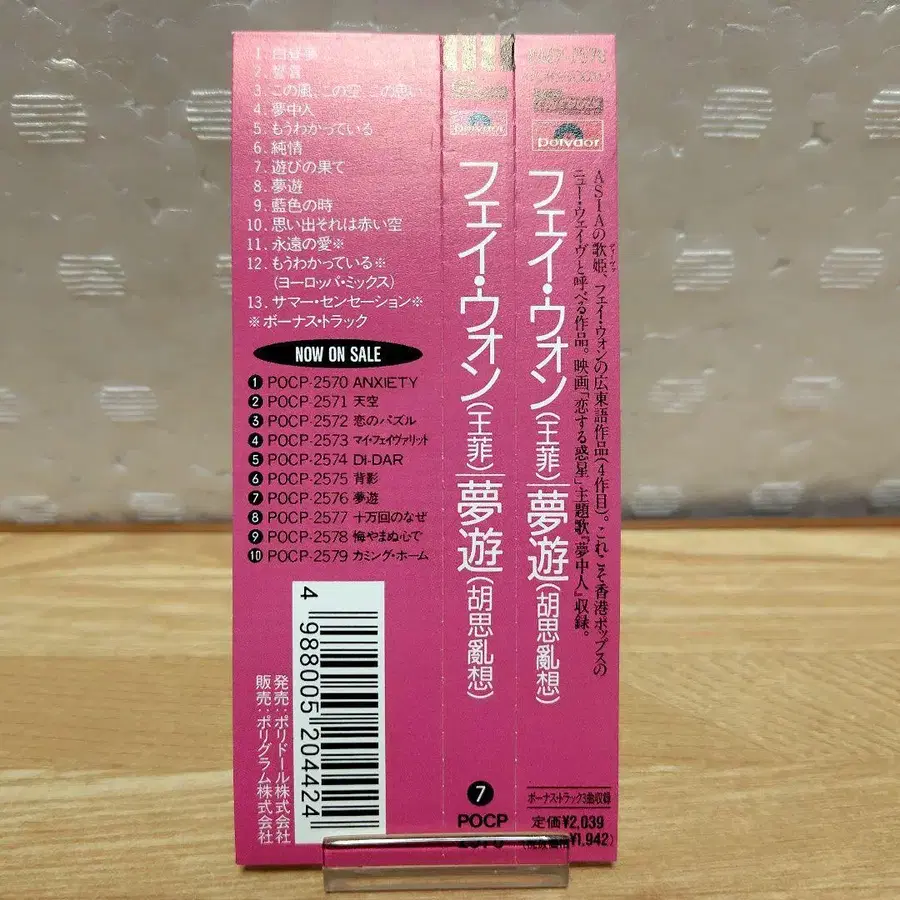 2. 誓言
3. この風、この空、この思い
4. 夢中人
5. もうわかっている
6. 純情
7. 遊びの果て
8. 夢遊
9. 藍色の時
10. 思い出それは赤い空
11. 永遠の愛※
12. もうわかっている※
(ヨーロッパ・ミックス)
13. サマー・センセーション※
※ボーナス・トラック
NOW ON SALE
❶ POCP-2570 ANXIETY
❷ POCP-2571 天空
❸ POCP-2572 恋のパズル
❹ POCP-2573 マイ・フェイヴァリット
❺ POCP-2574 DI-DAR
❻ POCP-2575 背影
❼ POCP-2576 夢遊
❽ POCP-2577 十万回のなぜ
❾ POCP-2578 悔やまぬ心で
❿ POCP-2579 カミング・ホーム
4 988005 204424
発売：ポリドール株式会社
販売：ポリグラム株式会社
polydor
フェイ・ウォン(王菲)夢遊(胡思亂想)
❼
POCP
polydor
フェイ・ウォン(王菲)夢遊(胡思亂想)
ASIAの歌姫、フェイ・ウォンの広東語作品(4作目)。これこそ香港ポップスの
ニュー・ウェイヴと呼べる作品。映画『恋する惑星』主題歌『夢中人』収録。
ボーナス・トラック3曲収録
定価¥2,039
¥1,942)